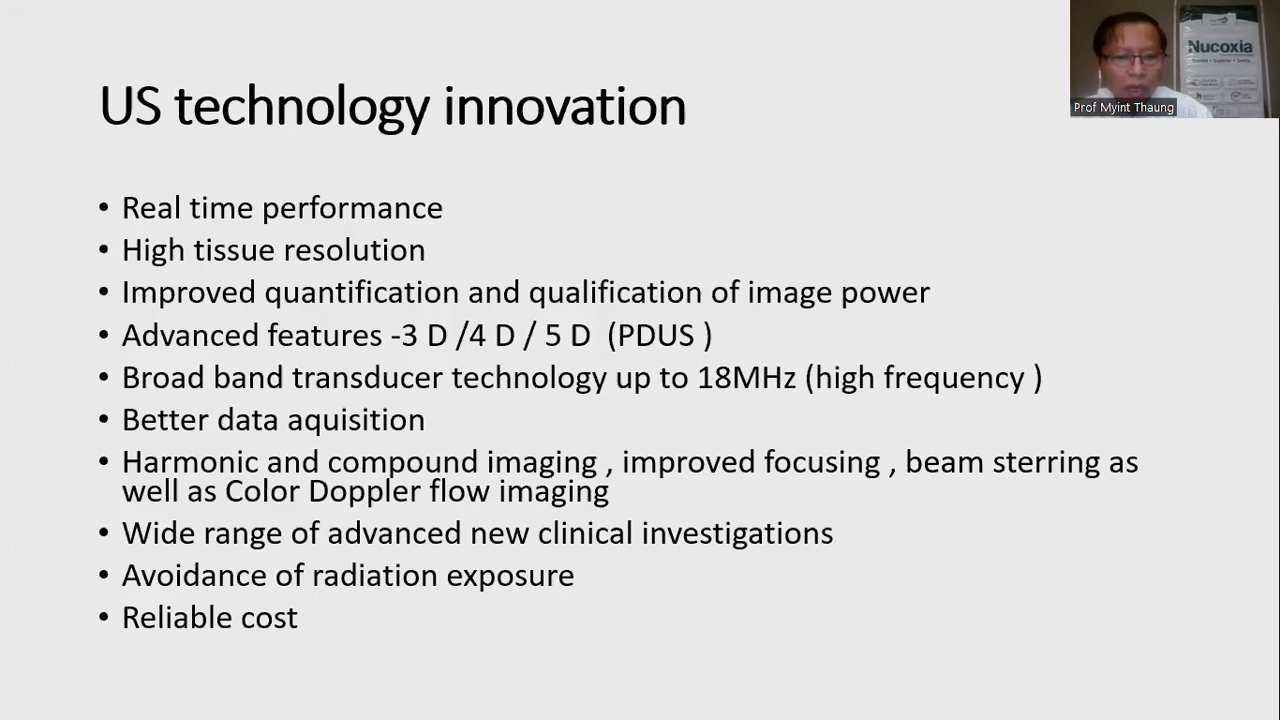 US technology innovation
• Real time performance
• High tissue resolution
• Improved quantification and qualification of image power
• Advanced features -3 D /4 D / 5 D (PDUS )
• Broad band transducer technology up to 18MHz (high frequency )
• Better data aquisition
• Harmonic and compound imaging , improved focusing , beam sterring as
well as Color Doppler flow imaging
• Wide range of advanced new clinical investigations
• Avoidance of radiation exposure
• Reliable cost
Nucoxia
Prof Myint Thaung